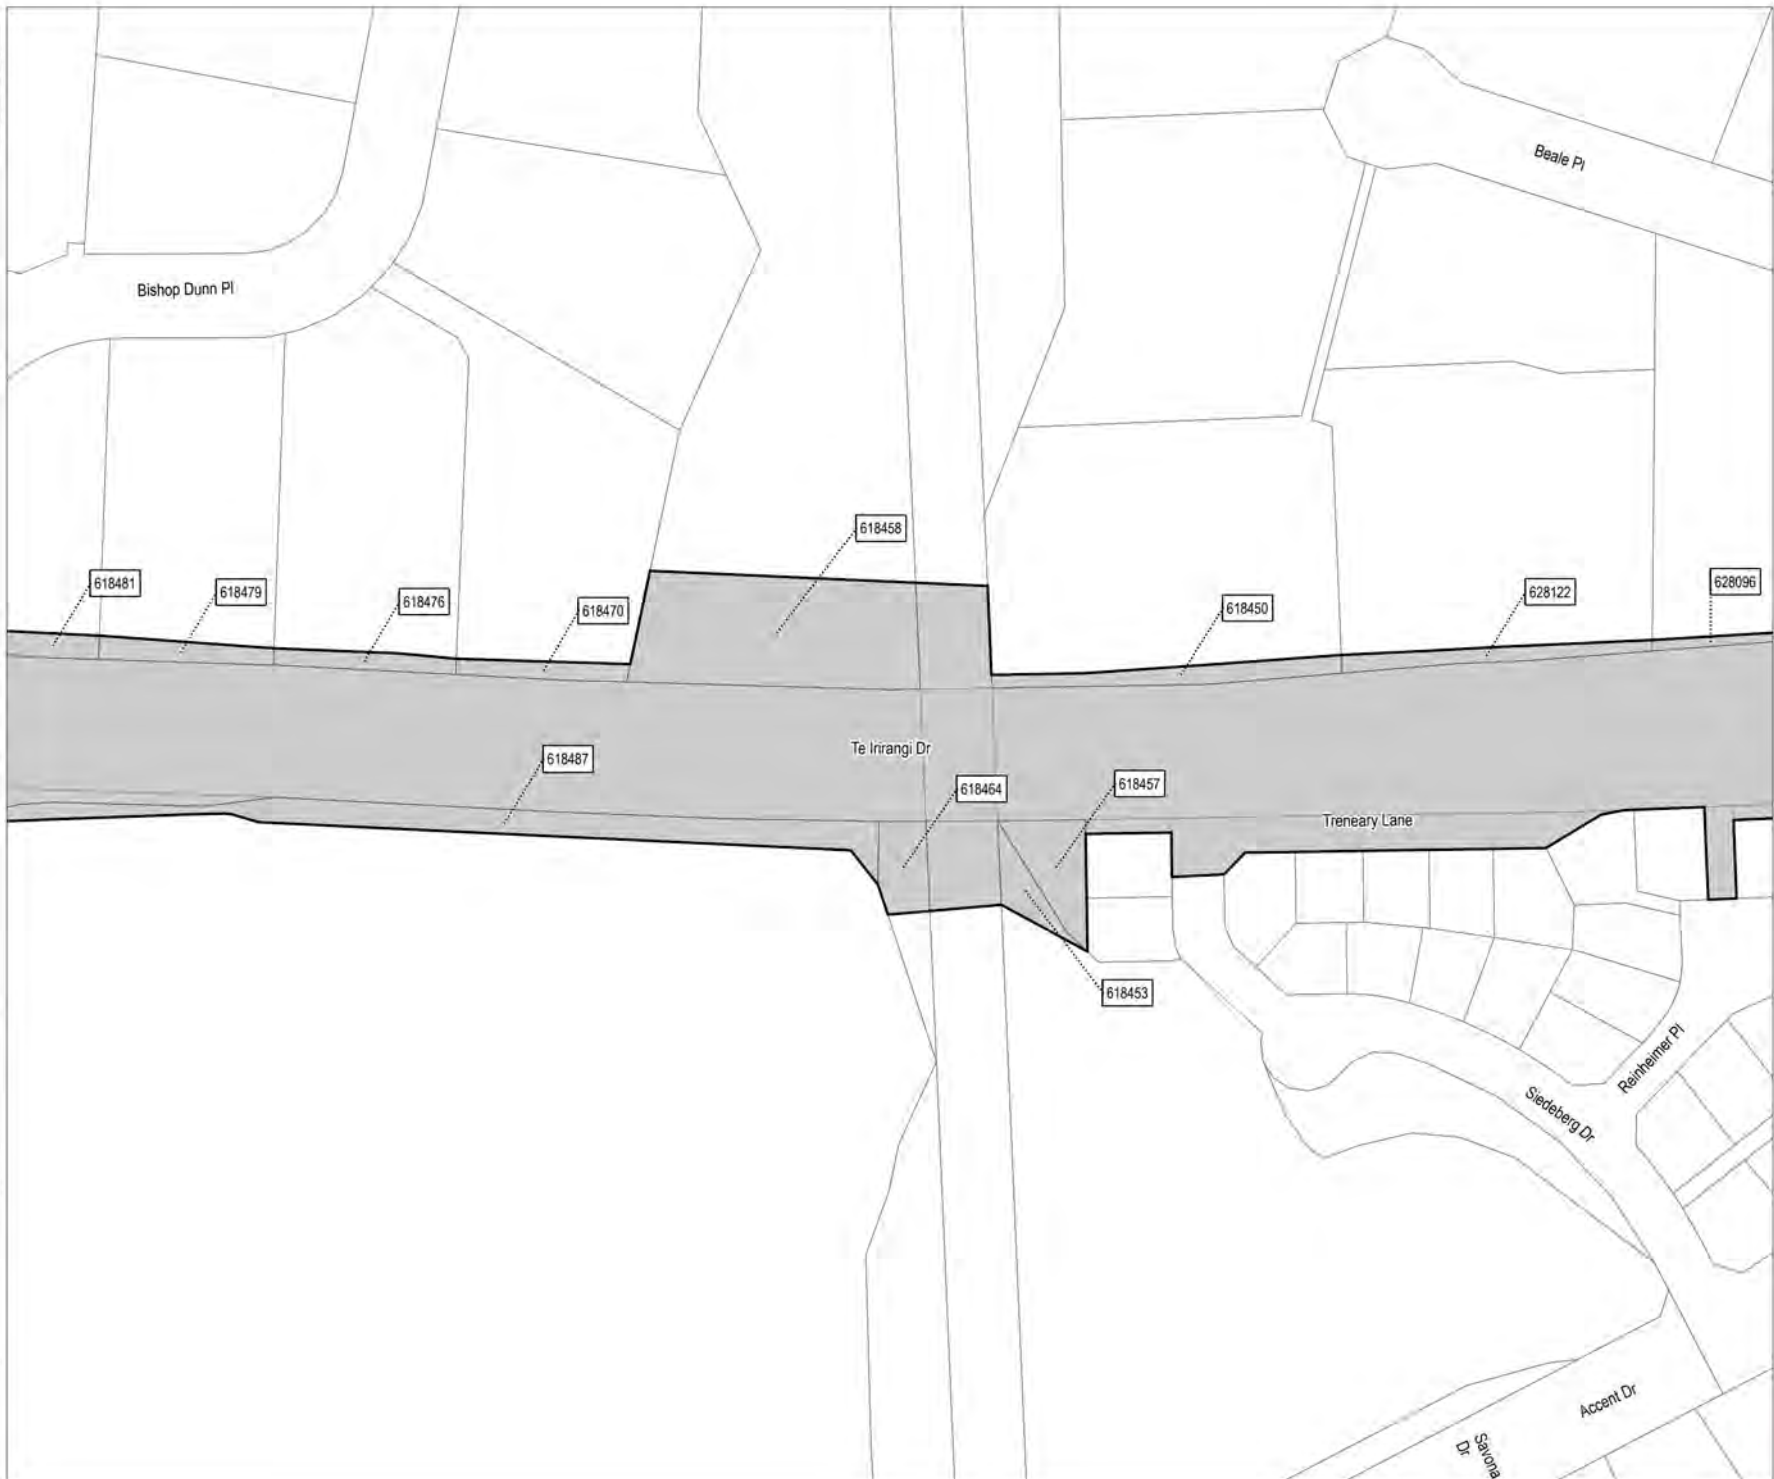 Beale Pl
Bishop Dunn Pl
618458
618481
618479
618476
618470
618450
628122
628096
618487
Te Irirangi Dr
618464
618457
Treneary Lane
618453
Reinheimer Pl
Siedeberg Dr
Accent Dr
Savona
Dr